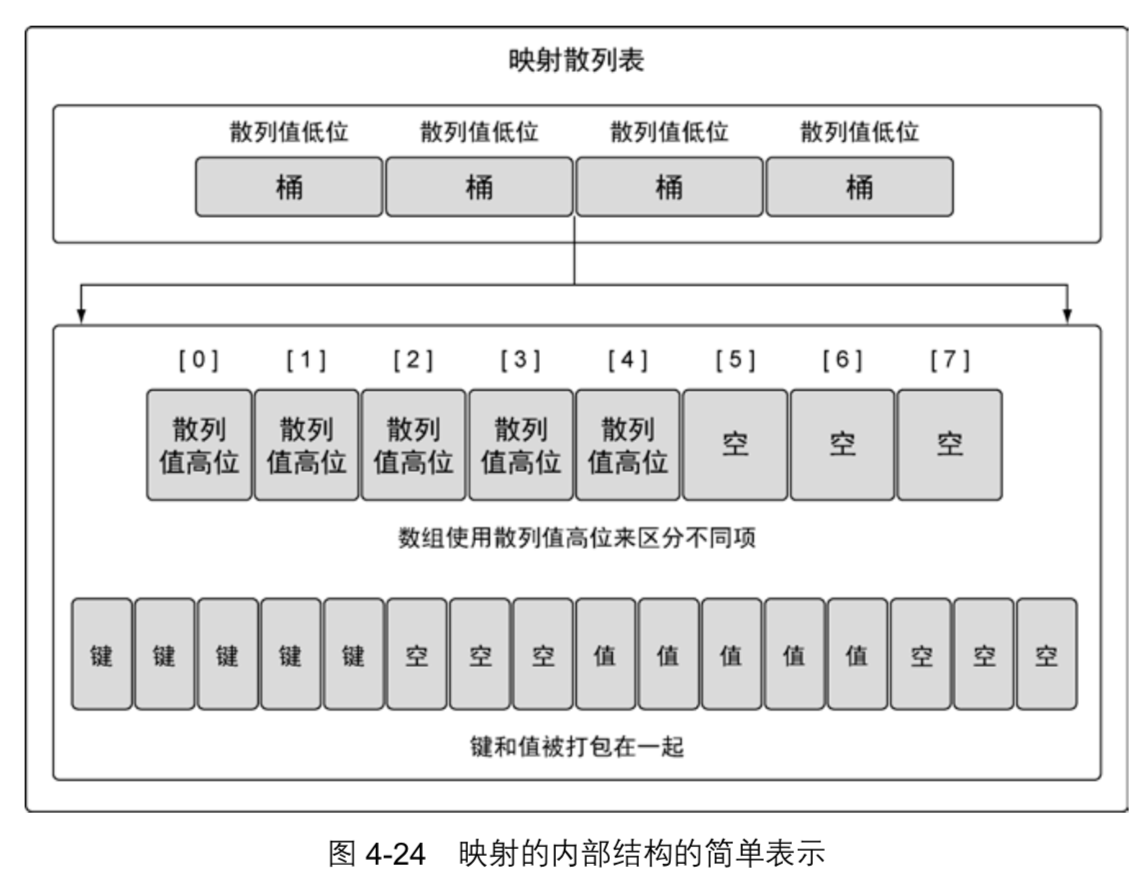 映射散列表
散列值低位 散列值低位 散列值低位 散列值低位
桶 桶 桶 桶
[0] [1] [2] [3] [4] [5] [6] [7]
散列 散列 散列 散列 散列
值高位 值高位 值高位 值高位 值高位 空 空 空
数组使用散列值高位来区分不同项
键 键 键 键 键 空 空 空 值 值 值 值 值 空 空 空
键和值被打包在一起
图 4-24 映射的内部结构的简单表示